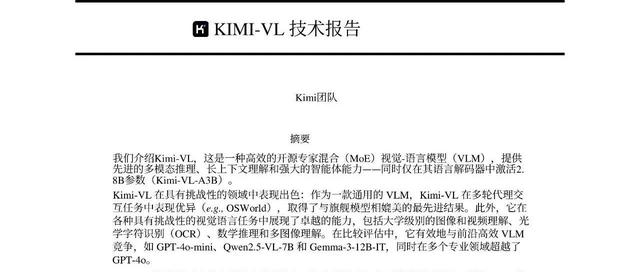 KIMI-VL 技术报告
Kimi团队
摘要
我们介绍Kimi-VL，这是一种高效的开源专家混合（MoE）视觉-语言模型（VLM），提供
先进的多模态推理、长上下文理解和强大的智能体能力——同时仅在其语言解码器中激活2.
8B参数（Kimi-VL-A3B）。
Kimi-VL 在具有挑战性的领域中表现出色：作为一款通用的 VLM，Kimi-VL 在多轮代理交
互任务中表现优异（e.g., OSWorld），取得了与旗舰模型相媲美的最先进结果。此外，它在
各种具有挑战性的视觉语言任务中展现了卓越的能力，包括大学级别的图像和视频理解、光
学字符识别（OCR）、数学推理和多图像理解。在比较评估中，它有效地与前沿高效 VLM
竞争，如 GPT-4o-mini、Qwen2.5-VL-7B 和 Gemma-3-12B-IT，同时在多个专业领域超越了
GPT-4o。